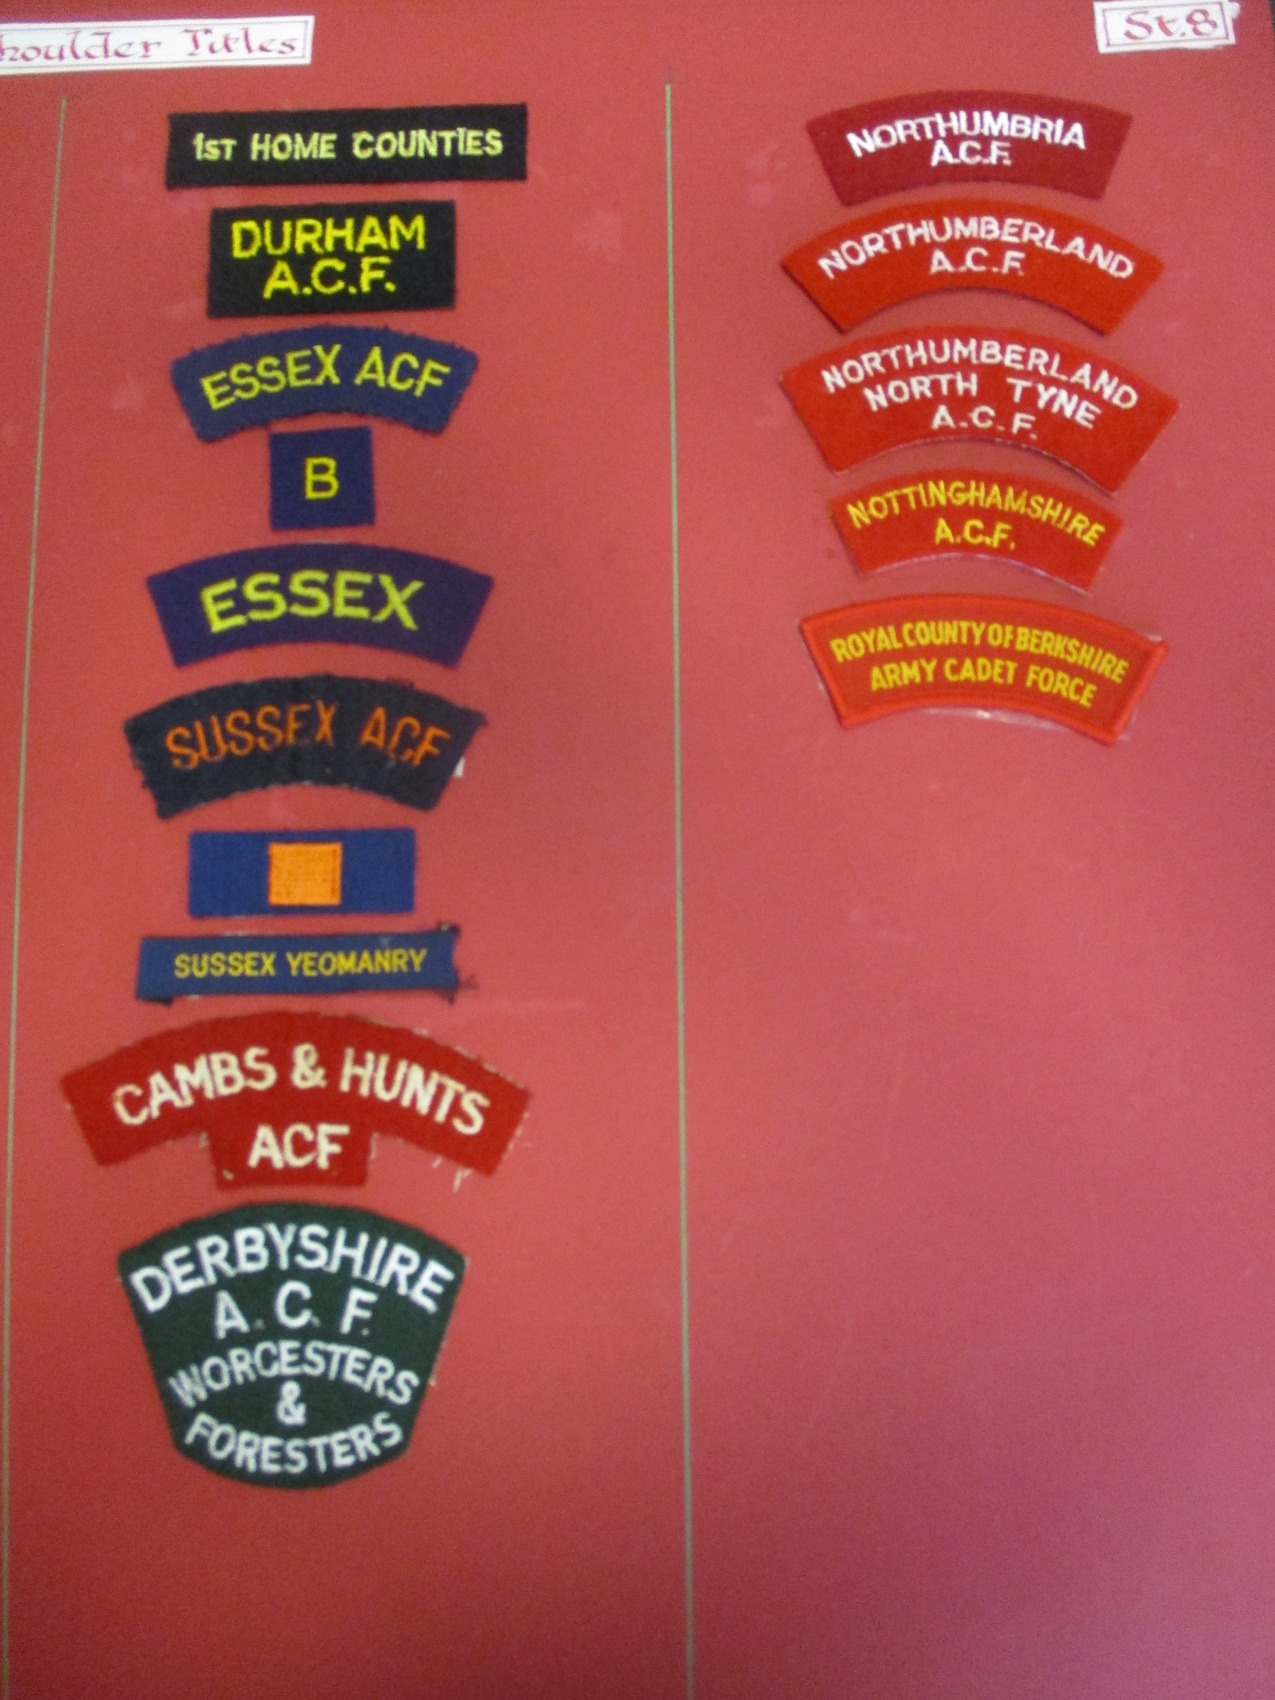 Shoulder Titles
St.8
1ST HOME COUNTIES
DURHAM
A.C.F.
ESSEX ACF
B
ESSEX
SUSSEX ACF
SUSSEX YEOMANRY
CAMBS & HUNTS
ACF
DERBYSHIRE
A.C.F.
WORCESTERS
&
FORESTERS
NORTHUMBRIA
A.C.F.
NORTHUMBERLAND
A.C.F.
NORTHUMBERLAND
NORTH TYNE
A.C.F.
NOTTINGHAMSHIRE
A.C.F.
ROYAL COUNTY OF BERKSHIRE
ARMY CADET FORCE